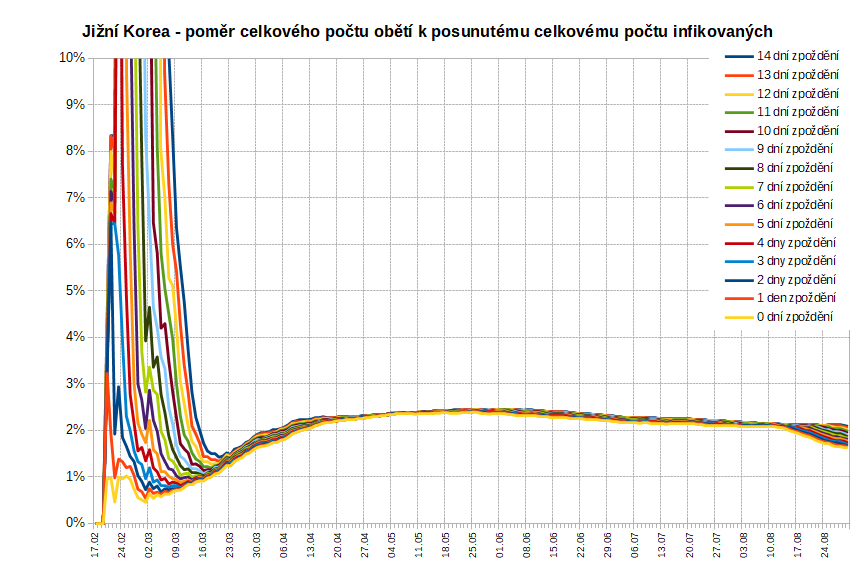 Jižní Korea - poměr celkového počtu obětí k posunutému celkovému počtu infikovaných
10%
9%
8%
7%
6%
5%
4%
3%
2%
1%
0%
14 dní zpoždění
13 dní zpoždění
12 dní zpoždění
11 dní zpoždění
10 dní zpoždění
9 dní zpoždění
8 dní zpoždění
7 dní zpoždění
6 dní zpoždění
5 dní zpoždění
4 dny zpoždění
3 dny zpoždění
2 dny zpoždění
1 den zpoždění
0 dní zpoždění
17.02
24.02
02.03
09.03
16.03
23.03
30.03
06.04
13.04
20.04
27.04
04.05
11.05
18.05
25.05
01.06
08.06
15.06
22.06
29.06
06.07
13.07
20.07
27.07
03.08
10.08
17.08
24.08